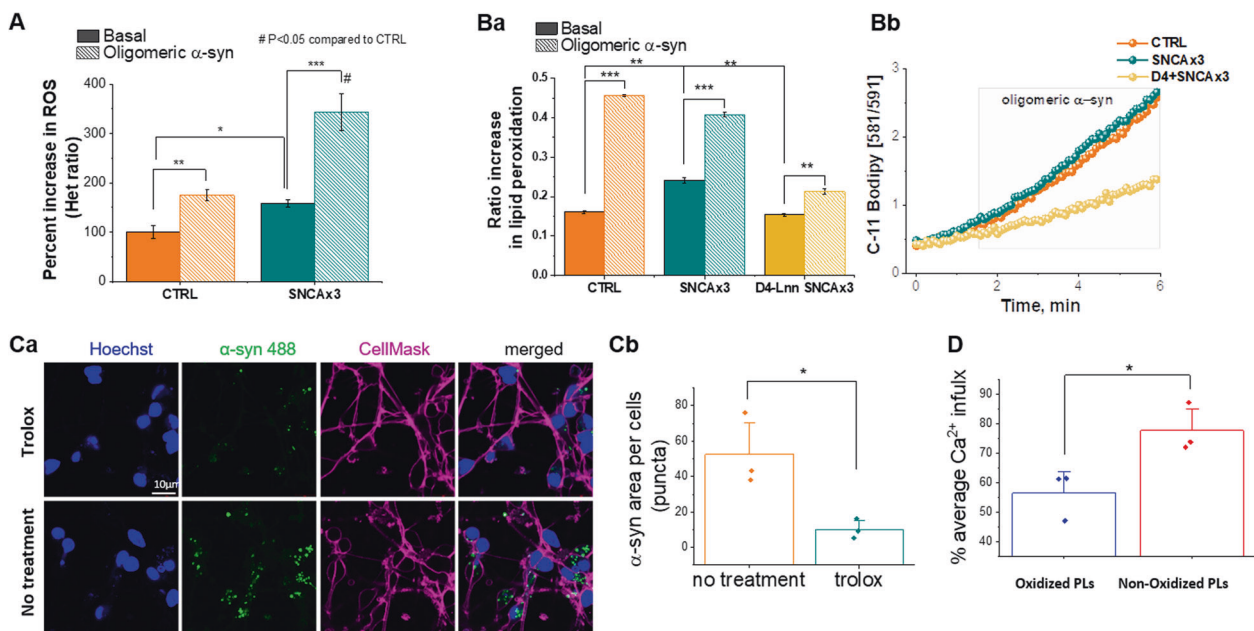 A
Basal
Oligomeric α-syn
# P<0.05 compared to CTRL
Percent increase in ROS
(Het ratio)
400
300
200
100
0
*
**
***
#
CTRL
SNCAx3
Ba
Basal
Oligomeric α-syn
Ratio increase
in lipid peroxidation
0.5
0.4
0.3
0.2
0.1
0.0
**
**
***
***
**
CTRL
SNCAx3
D4-Lnn SNCAx3
Bb
CTRL
SNCAx3
D4+SNCAx3
C-11 Bodipy [581/591]
3
2
1
0
oligomeric α–syn
0
2
4
6
Time, min
Ca
Hoechst
α-syn 488
CellMask
merged
Trolox
10μm
No treatment
Cb
α-syn area per cells
(puncta)
80
60
40
20
0
*
no treatment
trolox
D
% average Ca2+ infulx
90
80
70
60
50
40
*
Oxidized PLs
Non-Oxidized PLs